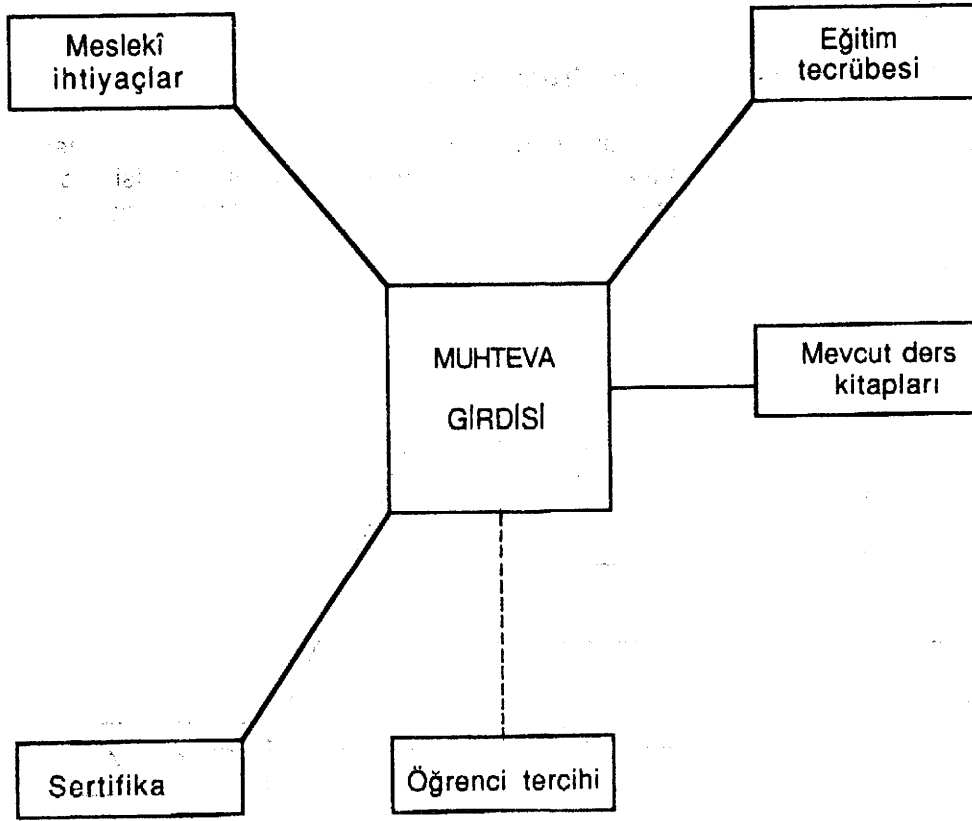 Meslekî
ihtiyaçlar
Eğitim
tecrübesi
MUHTEVA
GİRDİSİ
Mevcut ders
kitapları
Sertifika
Öğrenci tercihi